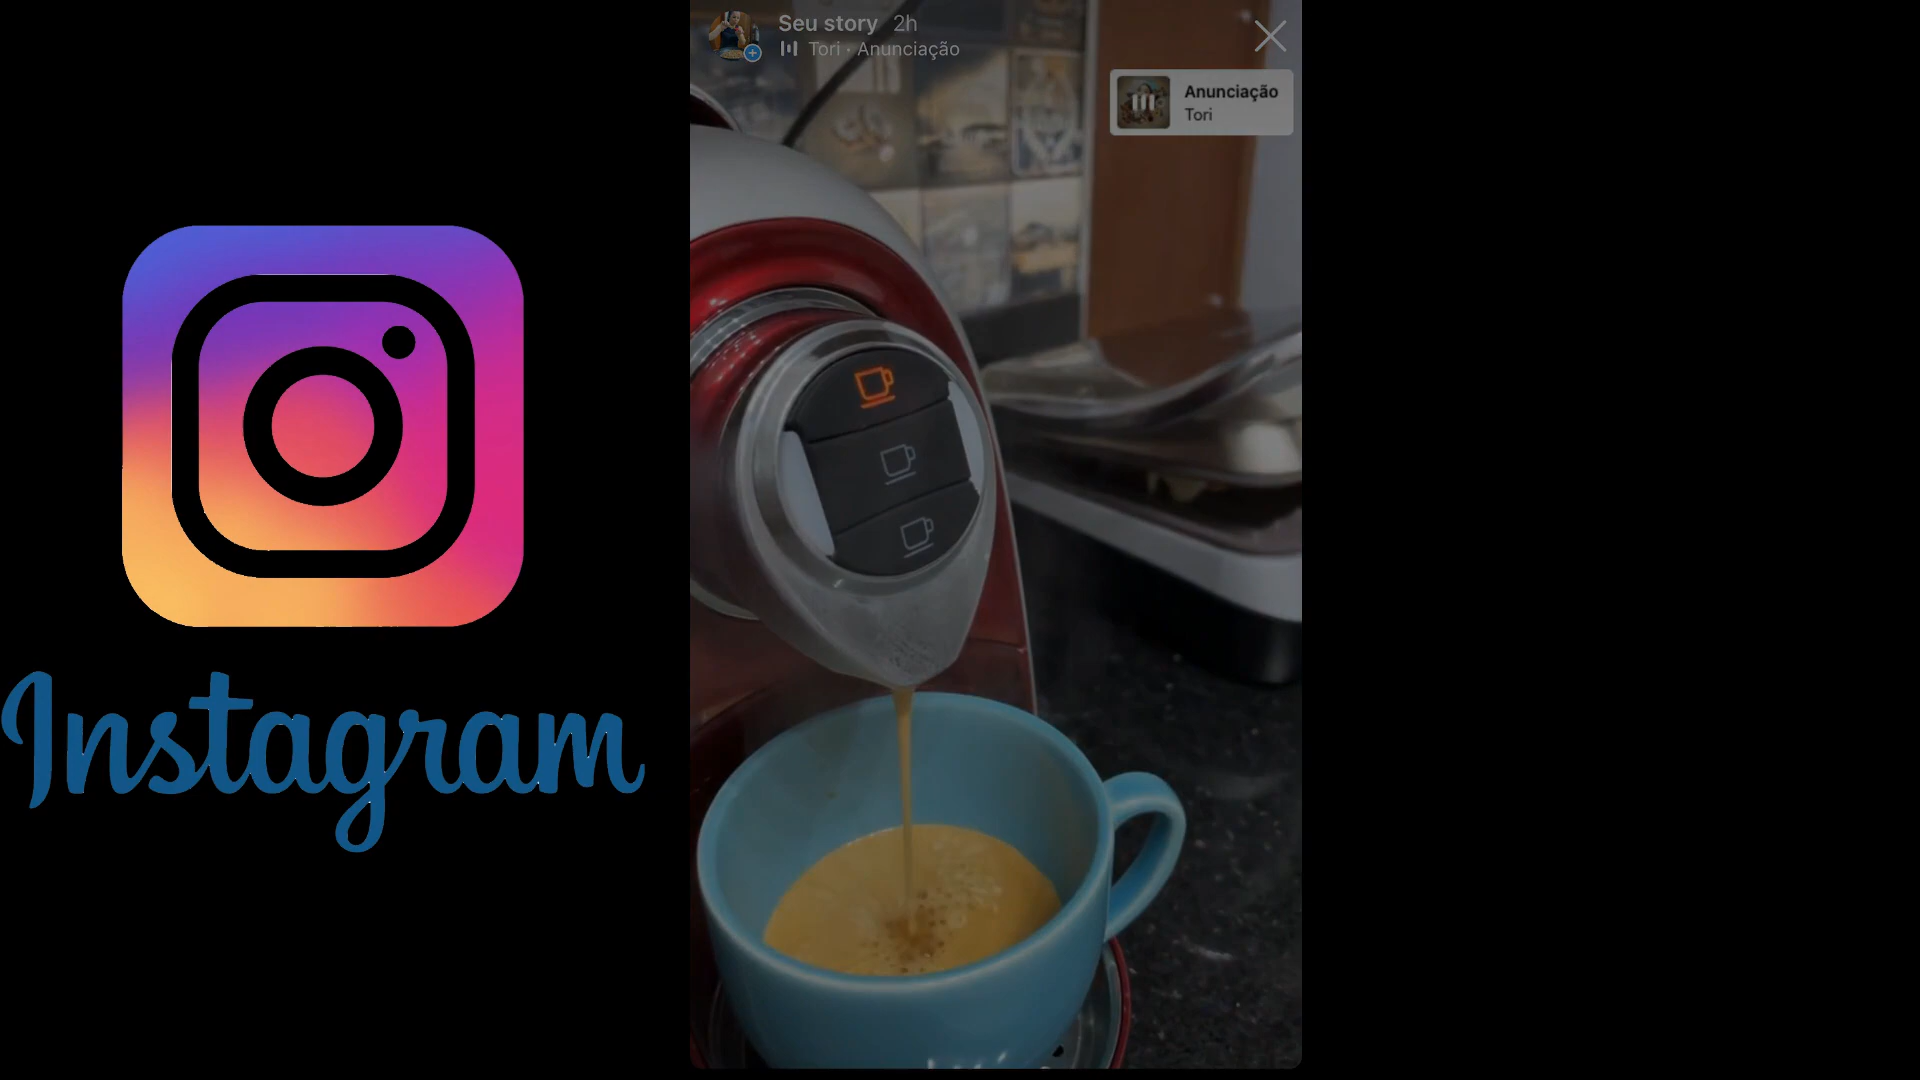 Seu story 2h
Tori · Anunciação
Anunciação
Tori
Instagram